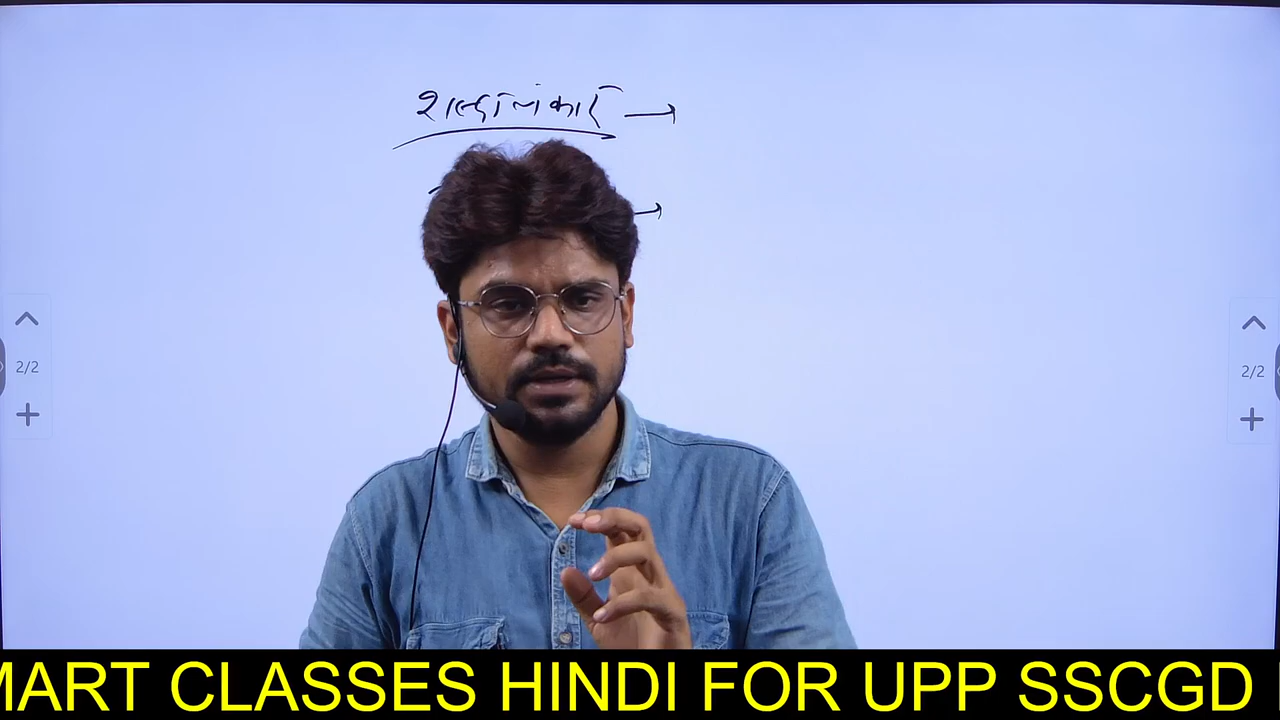 शब्दालंकार →
→
2/2
2/2
MART CLASSES HINDI FOR UPP SSCGD